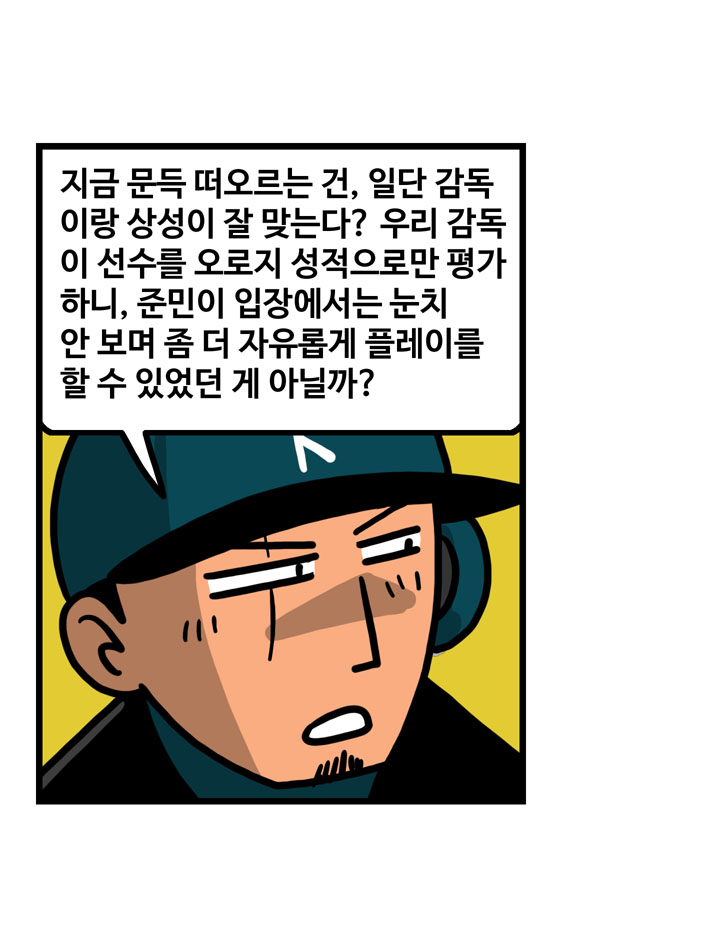 지금 문득 떠오르는 건, 일단 감독
이랑 상성이 잘 맞는다? 우리 감독
이 선수를 오로지 성적으로만 평가
하니, 준민이 입장에서는 눈치
안 보며 좀 더 자유롭게 플레이를
할 수 있었던 게 아닐까?